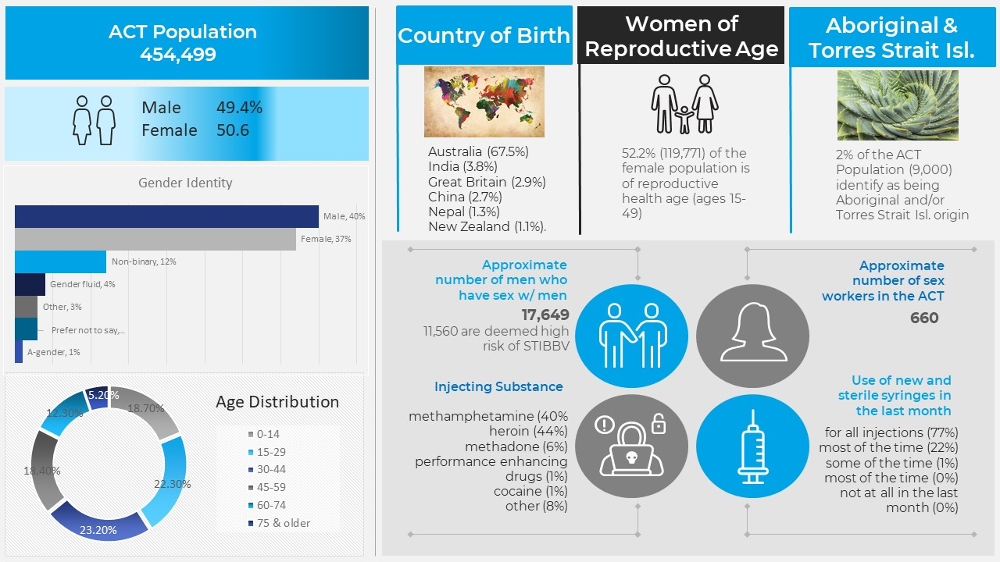 ACT Population
454,499
Male 49.4%
Female 50.6
Gender Identity
Male, 40%
Female, 37%
Non-binary, 12%
Gender fluid, 4%
Other, 3%
Prefer not to say,...
A-gender, 1%
Age Distribution
5.20%
18.70%
12.30%
18.40%
22.30%
23.20%
0-14
15-29
30-44
45-59
60-74
75 & older
Country of Birth
Australia (67.5%)
India (3.8%)
Great Britain (2.9%)
China (2.7%)
Nepal (1.3%)
New Zealand (1.1%).
Women of
Reproductive Age
52.2% (119,771) of the
female population is
of reproductive
health age (ages 15-
49)
Aboriginal &
Torres Strait Isl.
2% of the ACT
Population (9,000)
identify as being
Aboriginal and/or
Torres Strait Isl. origin
Approximate
number of men who
have sex w/ men
17,649
11,560 are deemed high
risk of STIBBV
Approximate
number of sex
workers in the ACT
660
Injecting Substance
methamphetamine (40%
heroin (44%)
methadone (6%)
performance enhancing
drugs (1%)
cocaine (1%)
other (8%)
Use of new and
sterile syringes in
the last month
for all injections (77%)
most of the time (22%)
some of the time (1%)
most of the time (0%)
not at all in the last
month (0%)